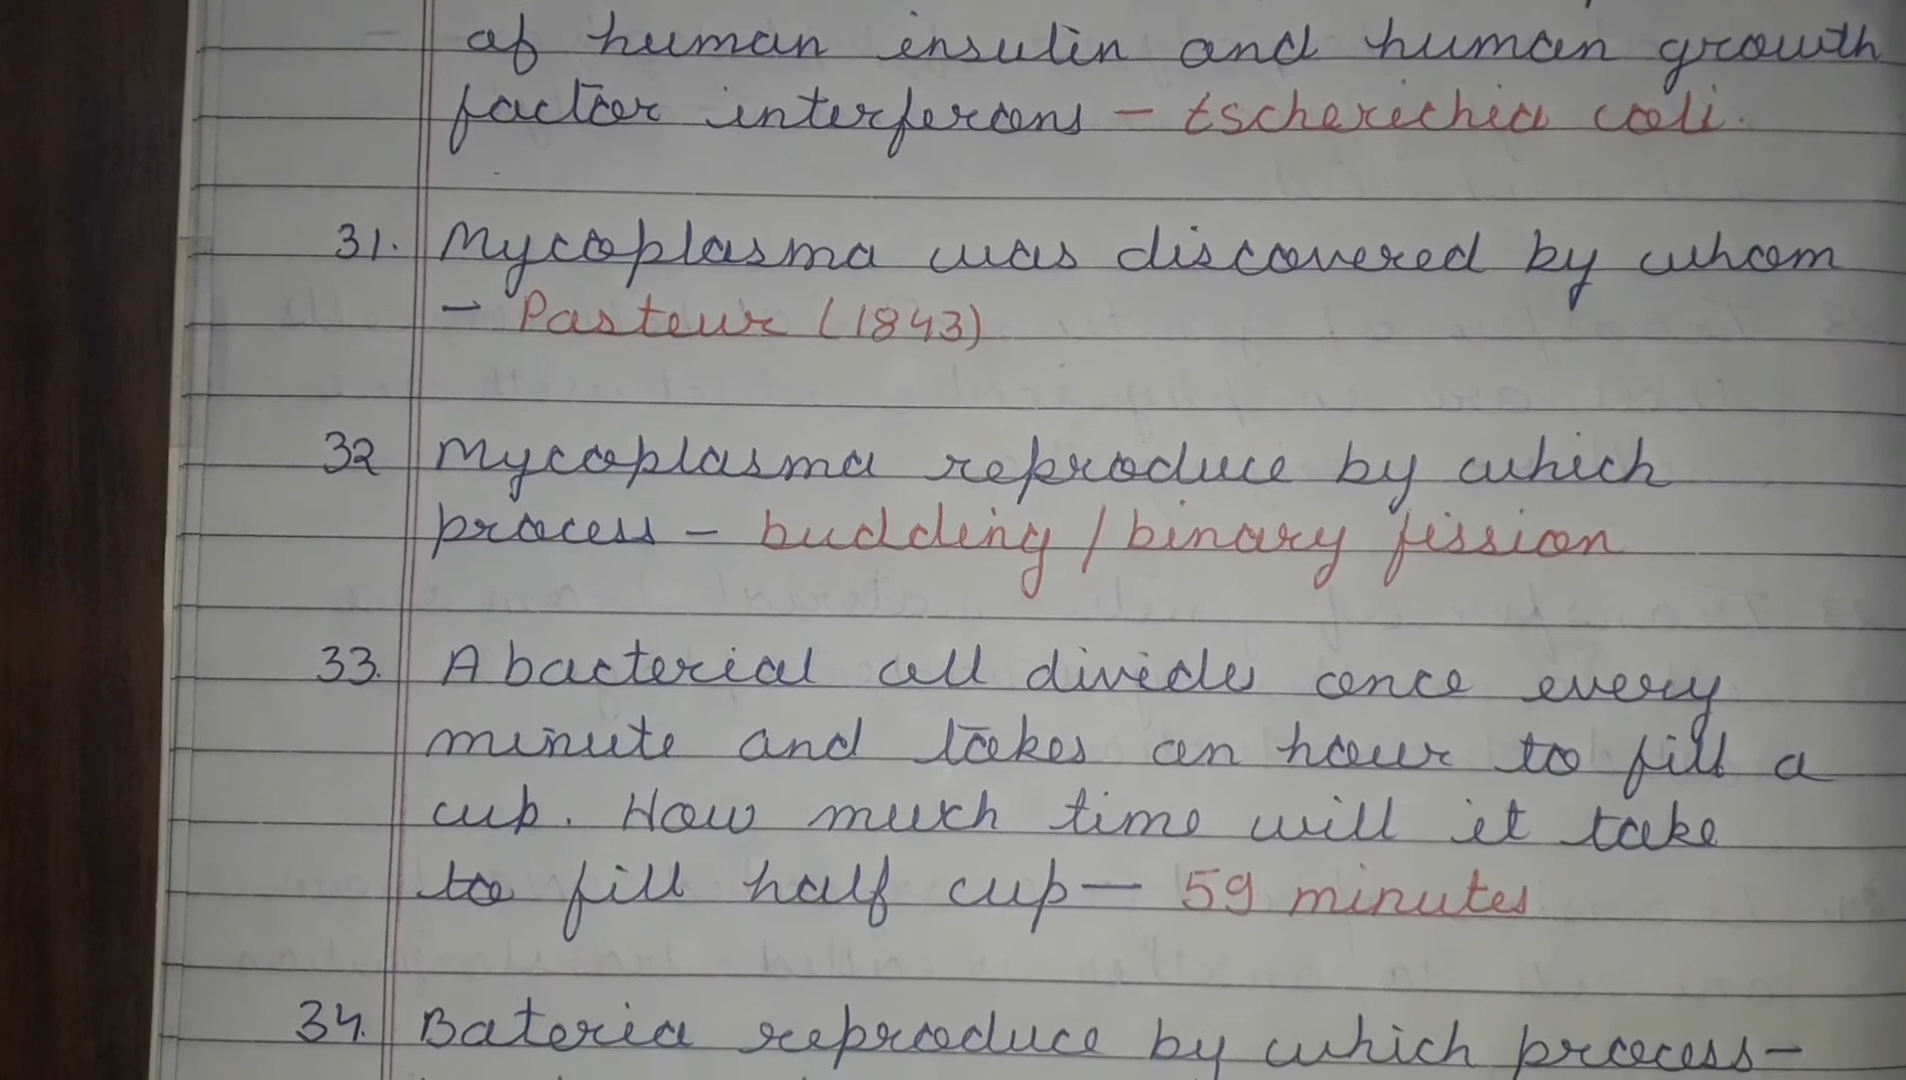 of human insulin and human growth
factor interferons - Escherichia coli.
31. Mycoplasma was discovered by whom
- Pasteur (1843)
32 Mycoplasma reproduce by which
process - budding / binary fission
33. A bacterial cell divides once every
minute and takes an hour to fill a
cup. How much time will it take
to fill half cup - 59 minutes
34. Bateria reproduce by which process-